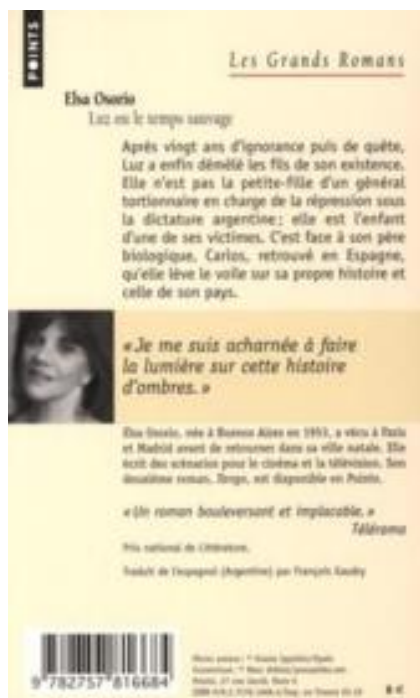 POINTS
Les Grands Romans
Elsa Osorio
Luz ou le temps sauvage
Après vingt ans d'ignorance puis de quête,
Luz a enfin démêlé les fils de son existence.
Elle n'est pas la petite-fille d'un général
tortionnaire en charge de la répression sous
la dictature argentine ; elle est l'enfant
d'une de ses victimes. C'est face à son père
biologique, Carlos, retrouvé en Espagne,
qu'elle lève le voile sur sa propre histoire et
celle de son pays.
«Je me suis acharnée à faire
la lumière sur cette histoire
d'ombres.»
Elsa Osorio, née à Buenos Aires en 1953, a vécu à Paris
et Madrid avant de retourner dans sa ville natale. Elle
écrit des scénarios pour le cinéma et la télévision. Son
deuxième roman, Tango, est disponible en Points.
«Un roman bouleversant et implacable.»
Télérama
Prix national de Littérature.
Traduit de l'espagnol (Argentine) par François Gaudry
9 782757 816684